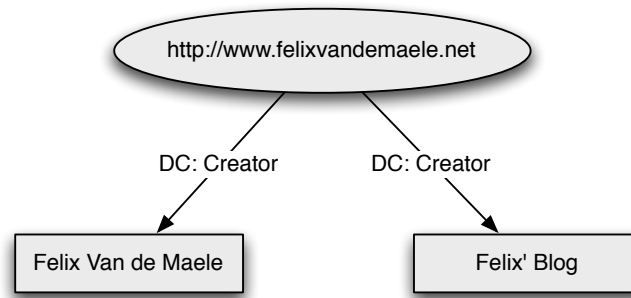 http://www.felixvandemaele.net
DC: Creator
DC: Creator
Felix Van de Maele
Felix' Blog